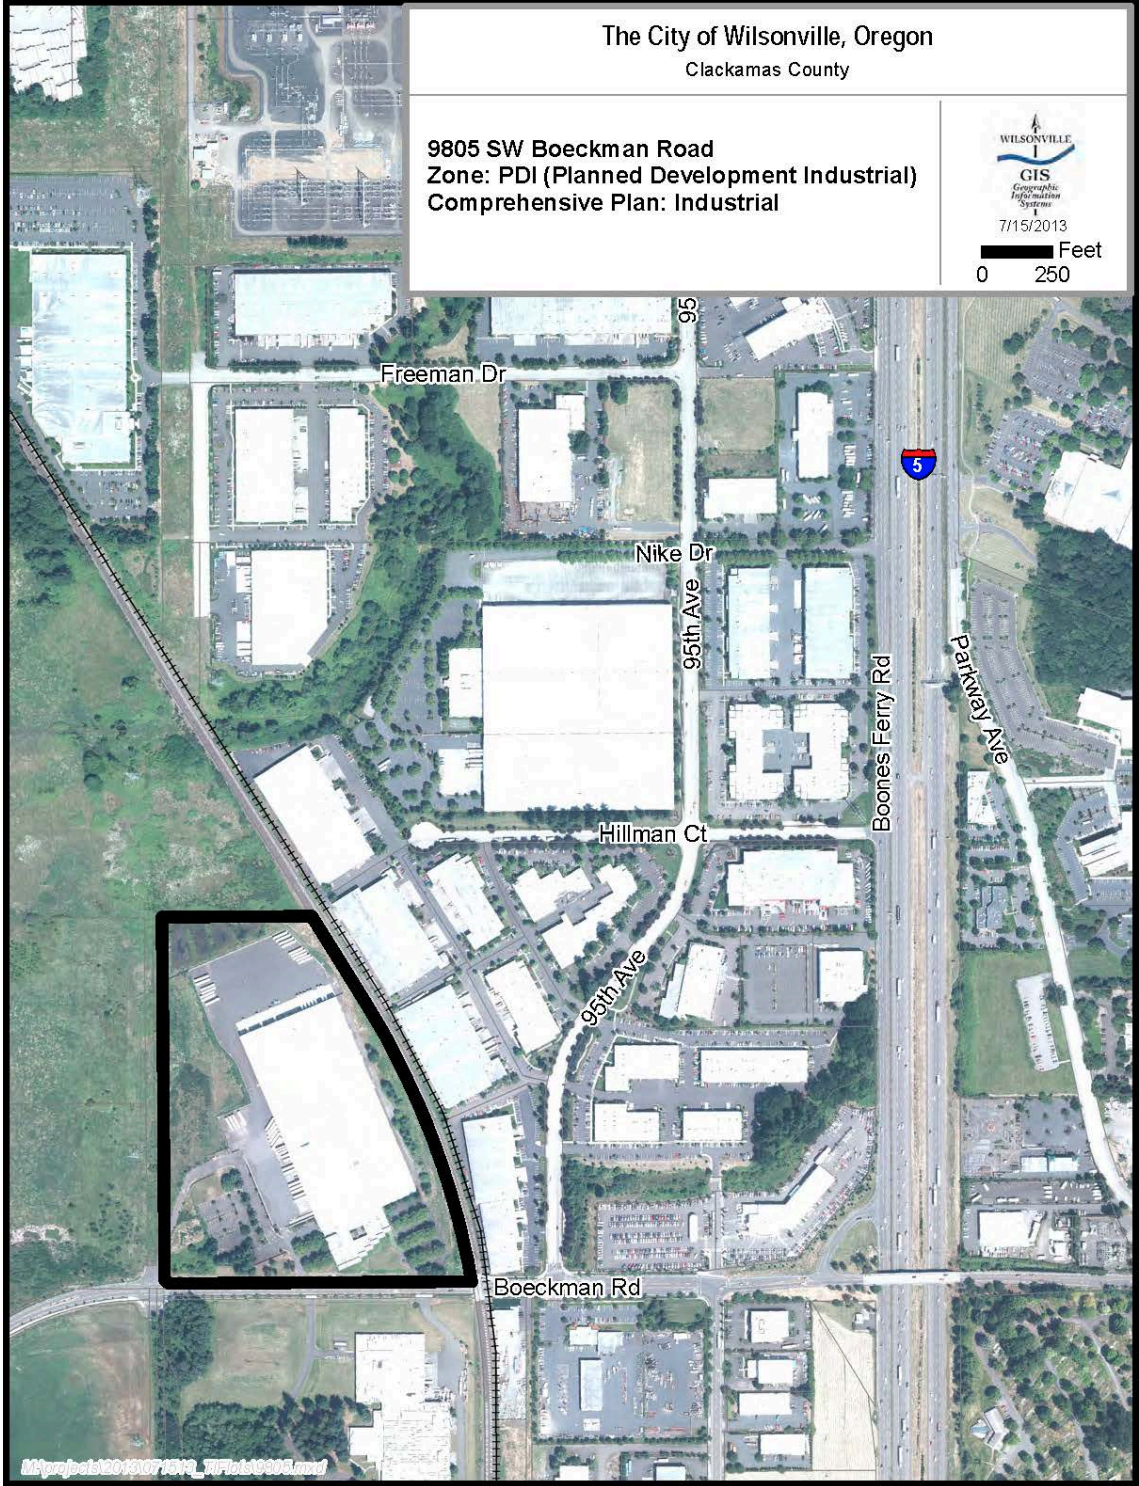 The City of Wilsonville, Oregon
Clackamas County
9805 SW Boeckman Road
Zone: PDI (Planned Development Industrial)
Comprehensive Plan: Industrial
WILSONVILLE
GIS
Geographic
Information
Systems
7/15/2013
Feet
0 250
95
Freeman Dr
5
Nike Dr
95th Ave
Boones Ferry Rd
Parkway Ave
Hillman Ct
95th Ave
Boeckman Rd